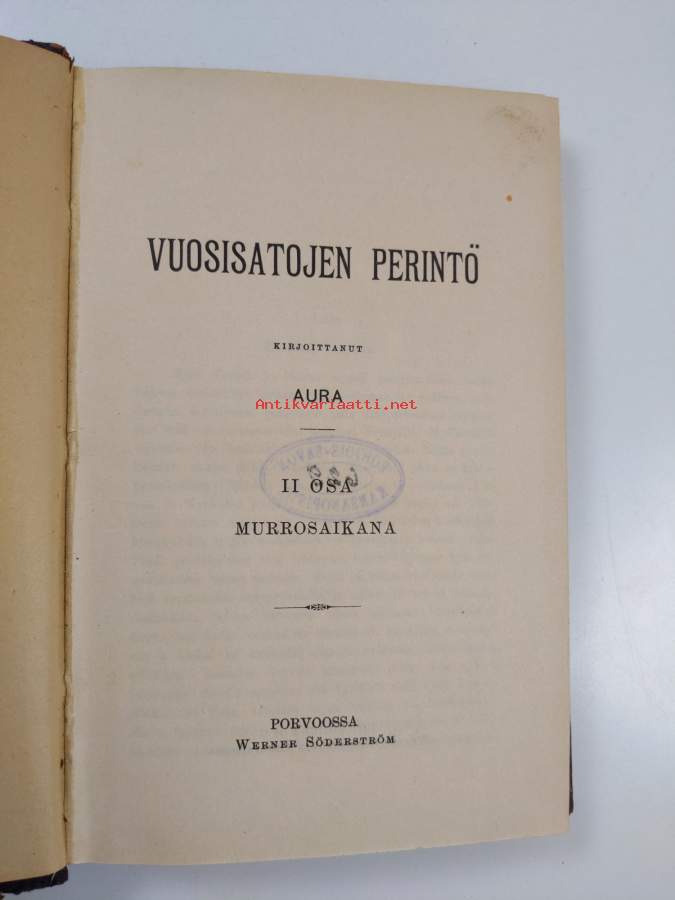 VUOSISATOJEN PERINTÖ
KIRJOITTANUT
AURA
Antikvariaatti.net
II OSA
MURROSAIKANA
PORVOOSSA
WERNER SÖDERSTRÖM